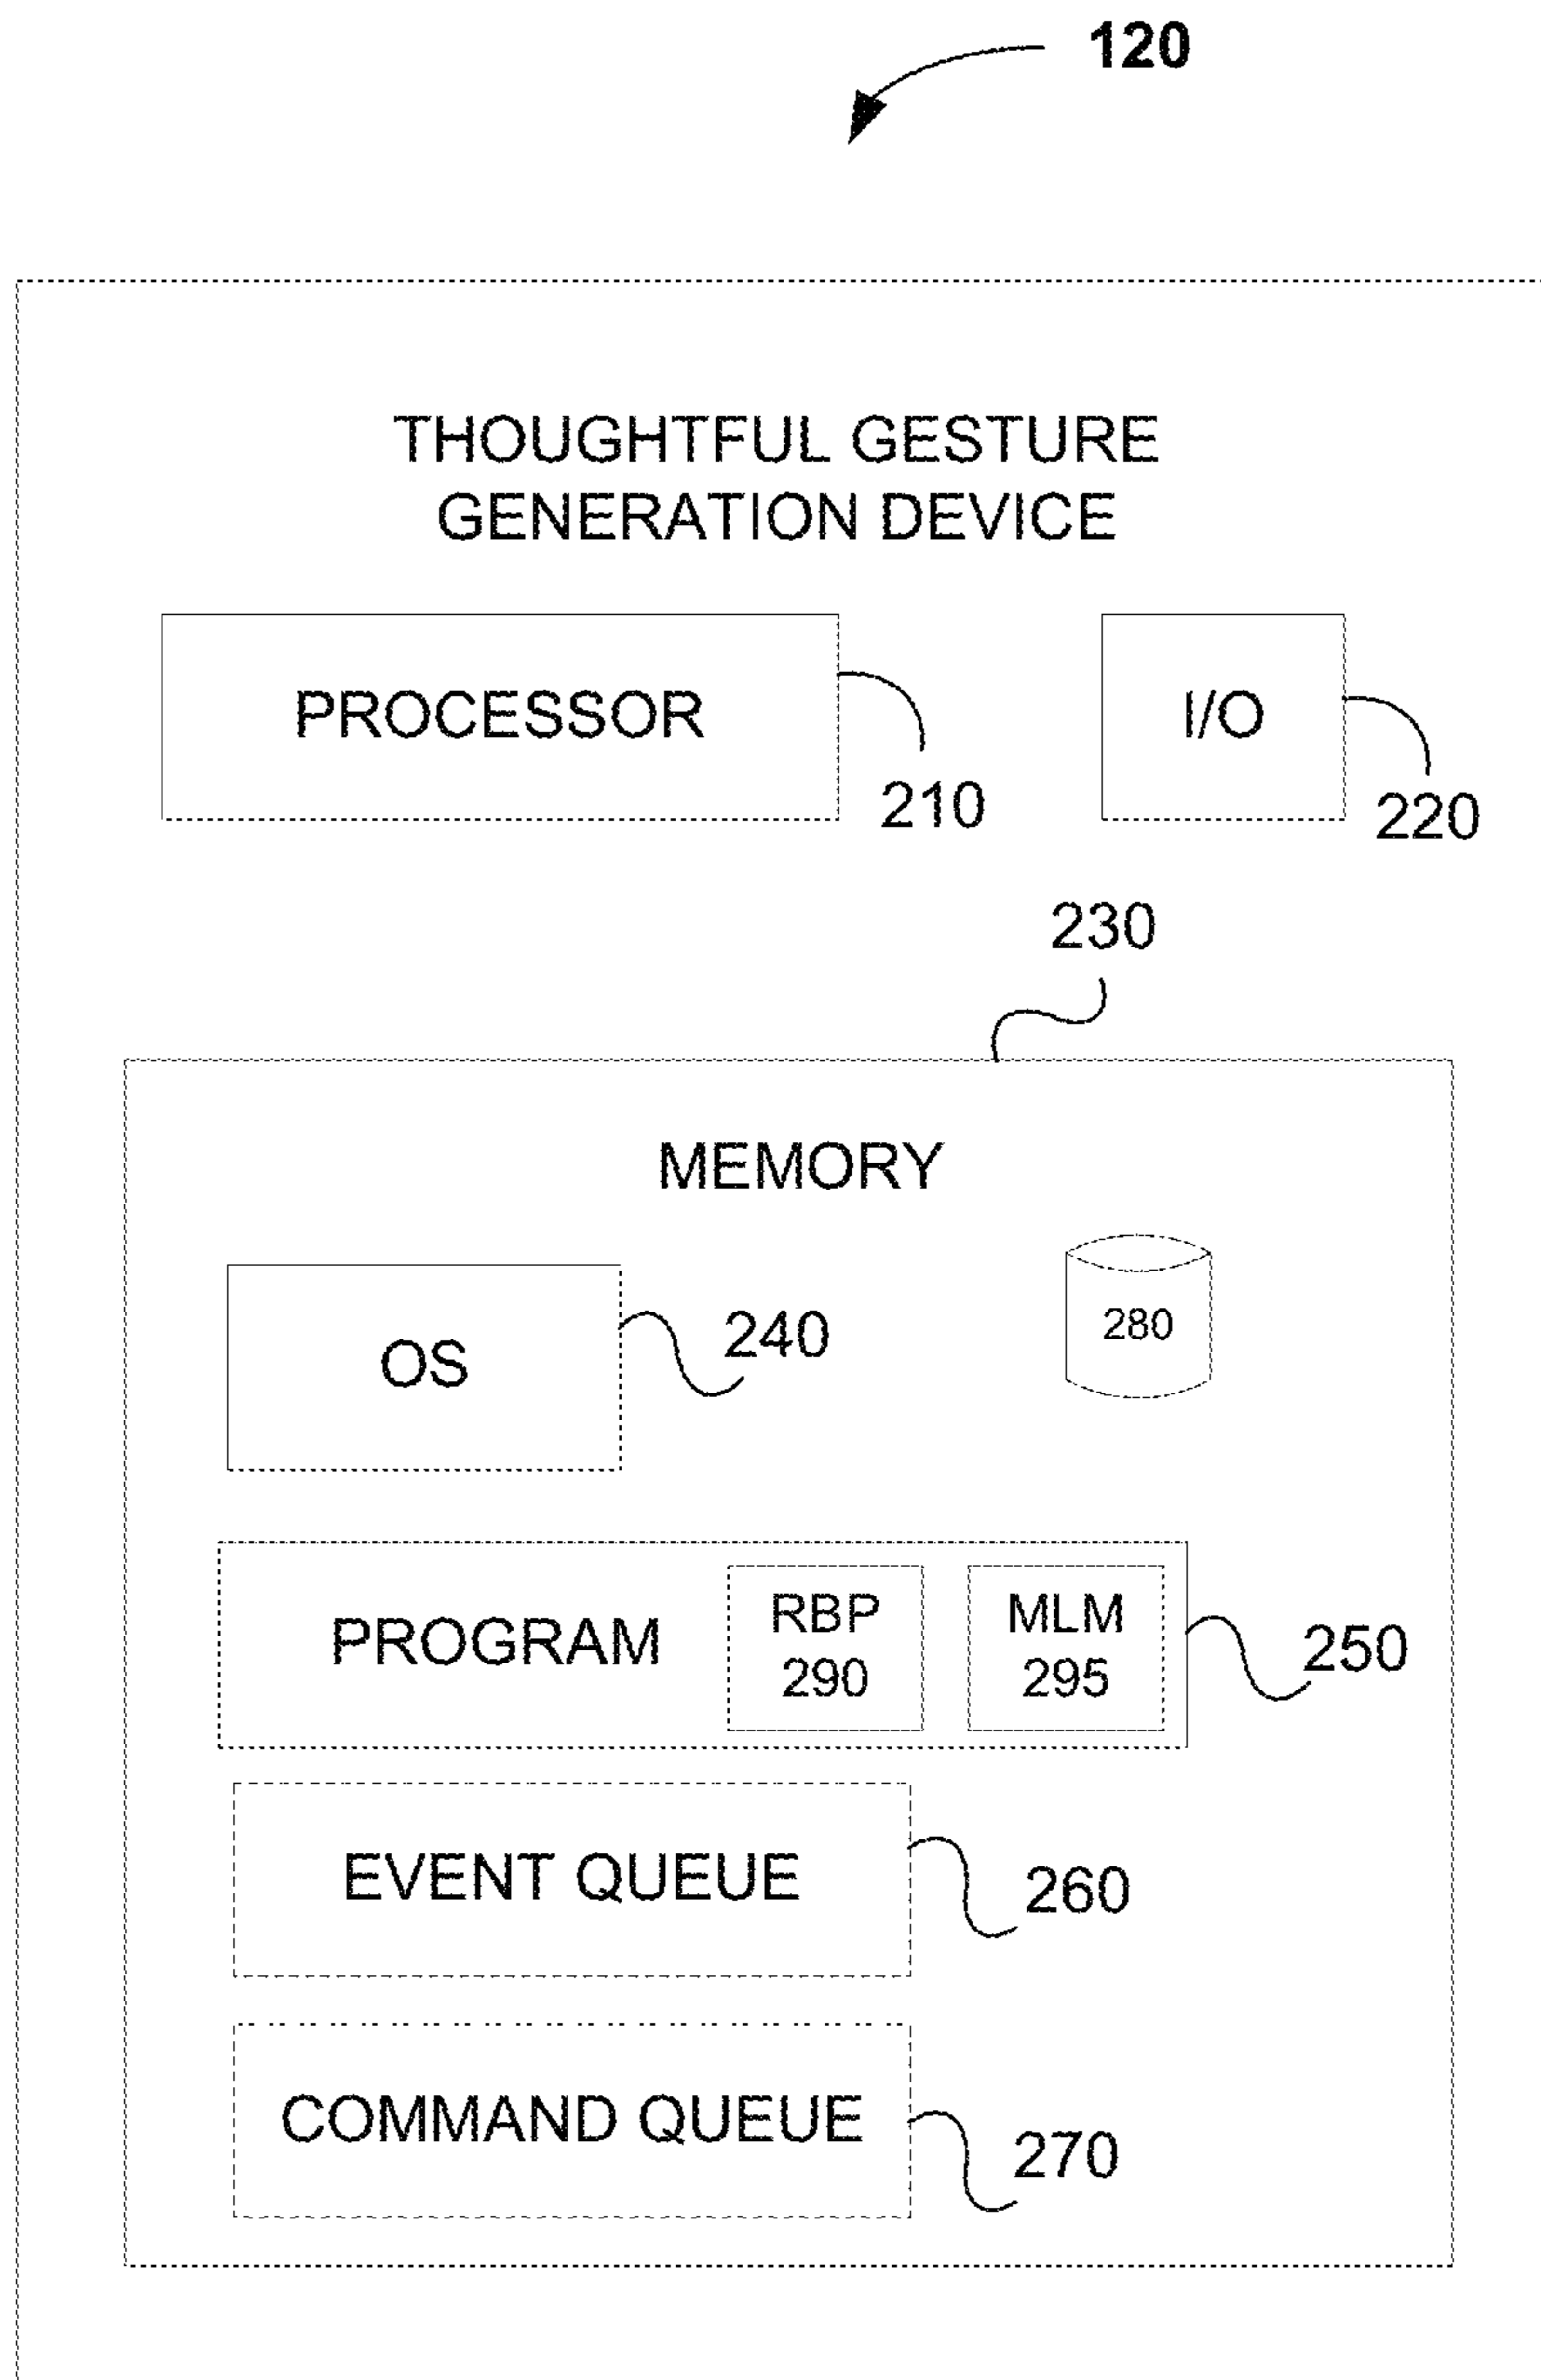 120
THOUGHTFUL GESTURE
GENERATION DEVICE
PROCESSOR
I/O
210
220
230
MEMORY
OS
240
280
PROGRAM
RBP
290
MLM
295
250
EVENT QUEUE
260
COMMAND QUEUE
270